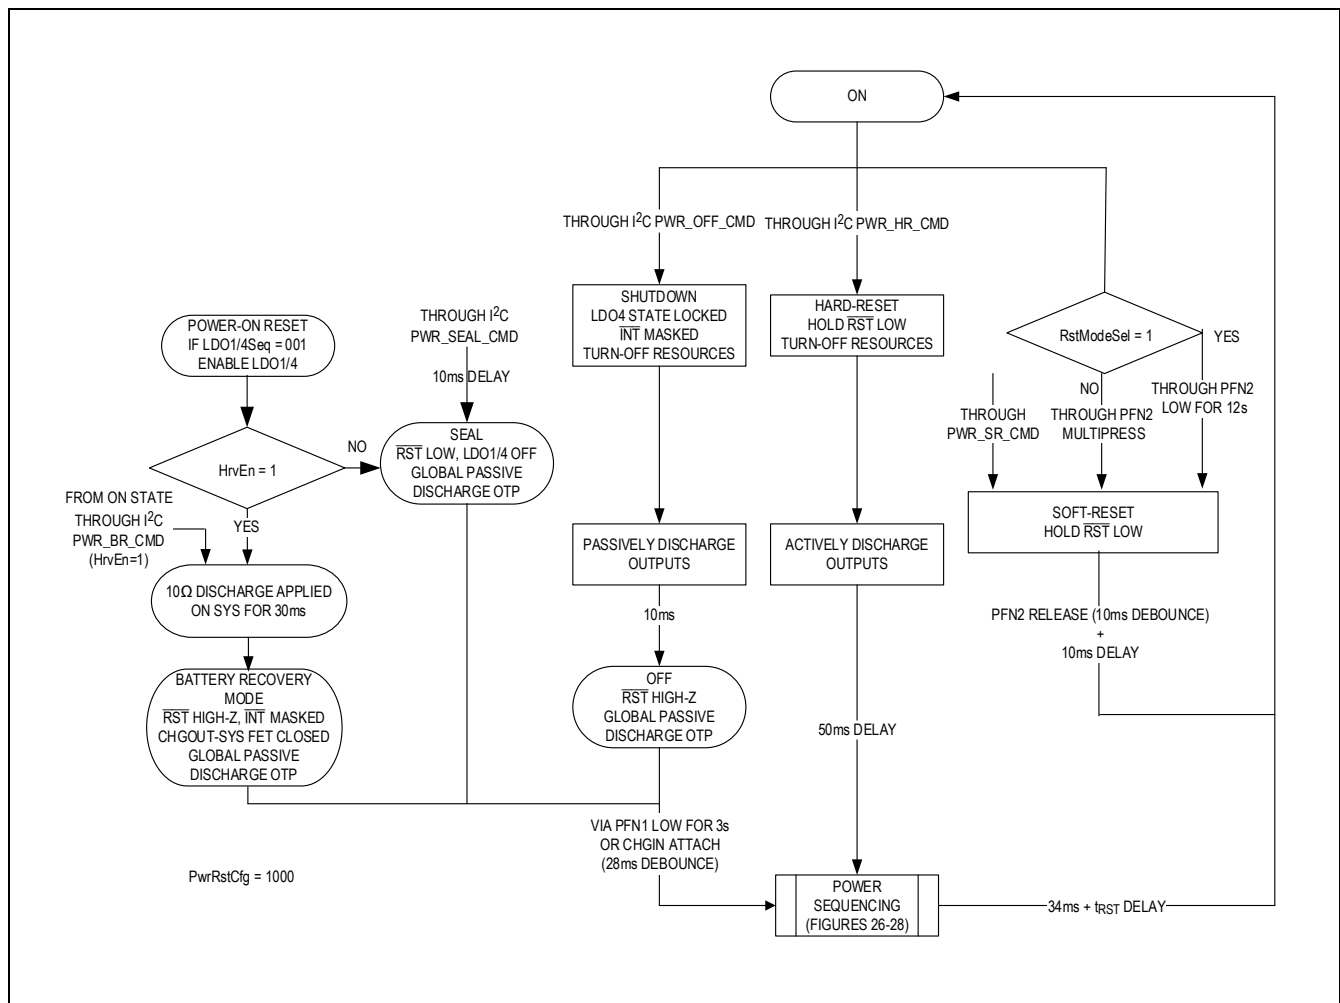 ON
THROUGH I²C PWR_OFF_CMD
THROUGH I²C PWR_HR_CMD
POWER-ON RESET
IF LDO1/4Seq = 001
ENABLE LDO1/4
THROUGH I²C
PWR_SEAL_CMD
10ms DELAY
SHUTDOWN
LDO4 STATE LOCKED
INT MASKED
TURN-OFF RESOURCES
HARD-RESET
HOLD RST LOW
TURN-OFF RESOURCES
RstModeSel = 1
YES
NO
THROUGH
PWR_SR_CMD
THROUGH PFN2
MULTIPRESS
THROUGH PFN2
LOW FOR 12s
HrvEn = 1
NO
YES
SEAL
RST LOW, LDO1/4 OFF
GLOBAL PASSIVE
DISCHARGE OTP
FROM ON STATE
THROUGH I²C
PWR_BR_CMD
(HrvEn=1)
SOFT-RESET
HOLD RST LOW
PASSIVELY DISCHARGE
OUTPUTS
ACTIVELY DISCHARGE
OUTPUTS
10Ω DISCHARGE APPLIED
ON SYS FOR 30ms
10ms
PFN2 RELEASE (10ms DEBOUNCE)
+
10ms DELAY
BATTERY RECOVERY
MODE
RST HIGH-Z, INT MASKED
CHGOUT-SYS FET CLOSED
GLOBAL PASSIVE
DISCHARGE OTP
OFF
RST HIGH-Z
GLOBAL PASSIVE
DISCHARGE OTP
50ms DELAY
VIA PFN1 LOW FOR 3s
OR CHGIN ATTACH
(28ms DEBOUNCE)
PwrRstCfg = 1000
POWER
SEQUENCING
(FIGURES 26-28)
34ms + tRST DELAY